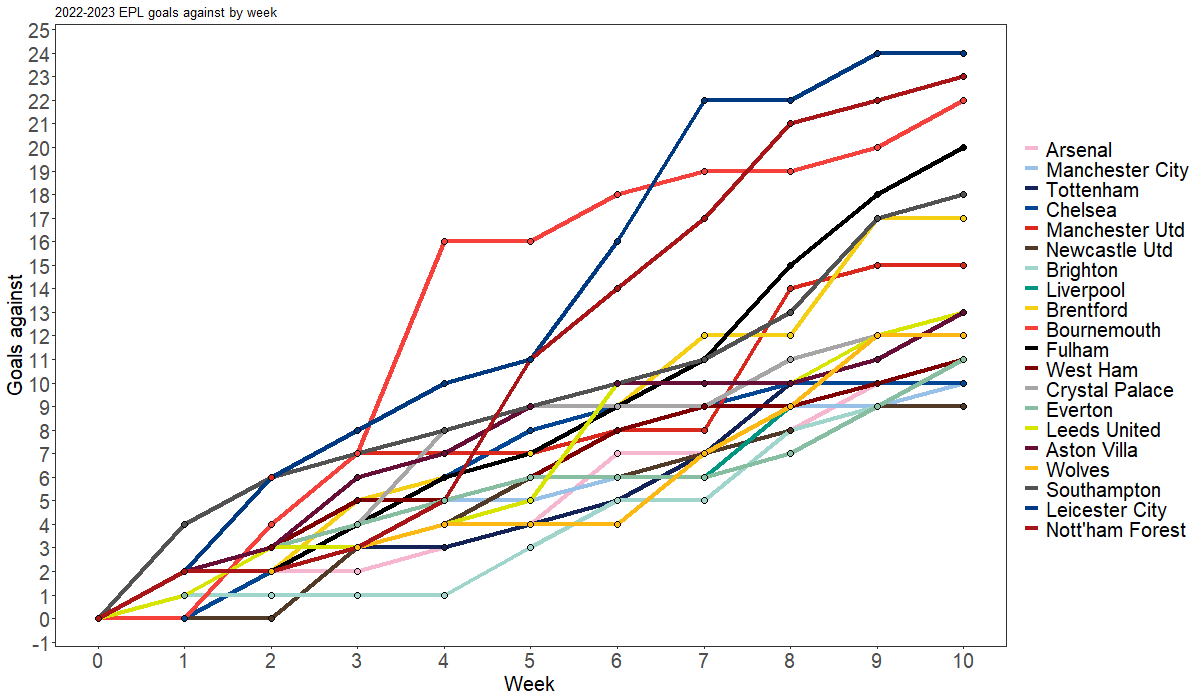 2022-2023 EPL goals against by week
25
24
23
22
21
20
19
18
17
16
15
14
13
12
11
10
9
8
7
6
5
4
3
2
1
0
-1
Goals against
0 1 2 3 4 5 6 7 8 9 10
Week
Arsenal
Manchester City
Tottenham
Chelsea
Manchester Utd
Newcastle Utd
Brighton
Liverpool
Brentford
Bournemouth
Fulham
West Ham
Crystal Palace
Everton
Leeds United
Aston Villa
Wolves
Southampton
Leicester City
Nott'ham Forest